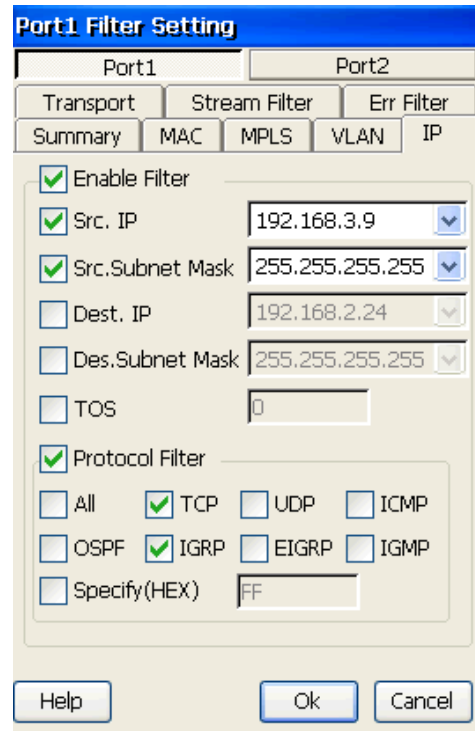 Port1 Filter Setting
Port1 Port2
Transport Stream Filter Err Filter
Summary MAC MPLS VLAN IP
Enable Filter
Src. IP 192.168.3.9
Src.Subnet Mask 255.255.255.255
Dest. IP 192.168.2.24
Des.Subnet Mask 255.255.255.255
TOS 0
Protocol Filter
All TCP UDP ICMP
OSPF IGRP EIGRP IGMP
Specify(HEX) FF
Help Ok Cancel